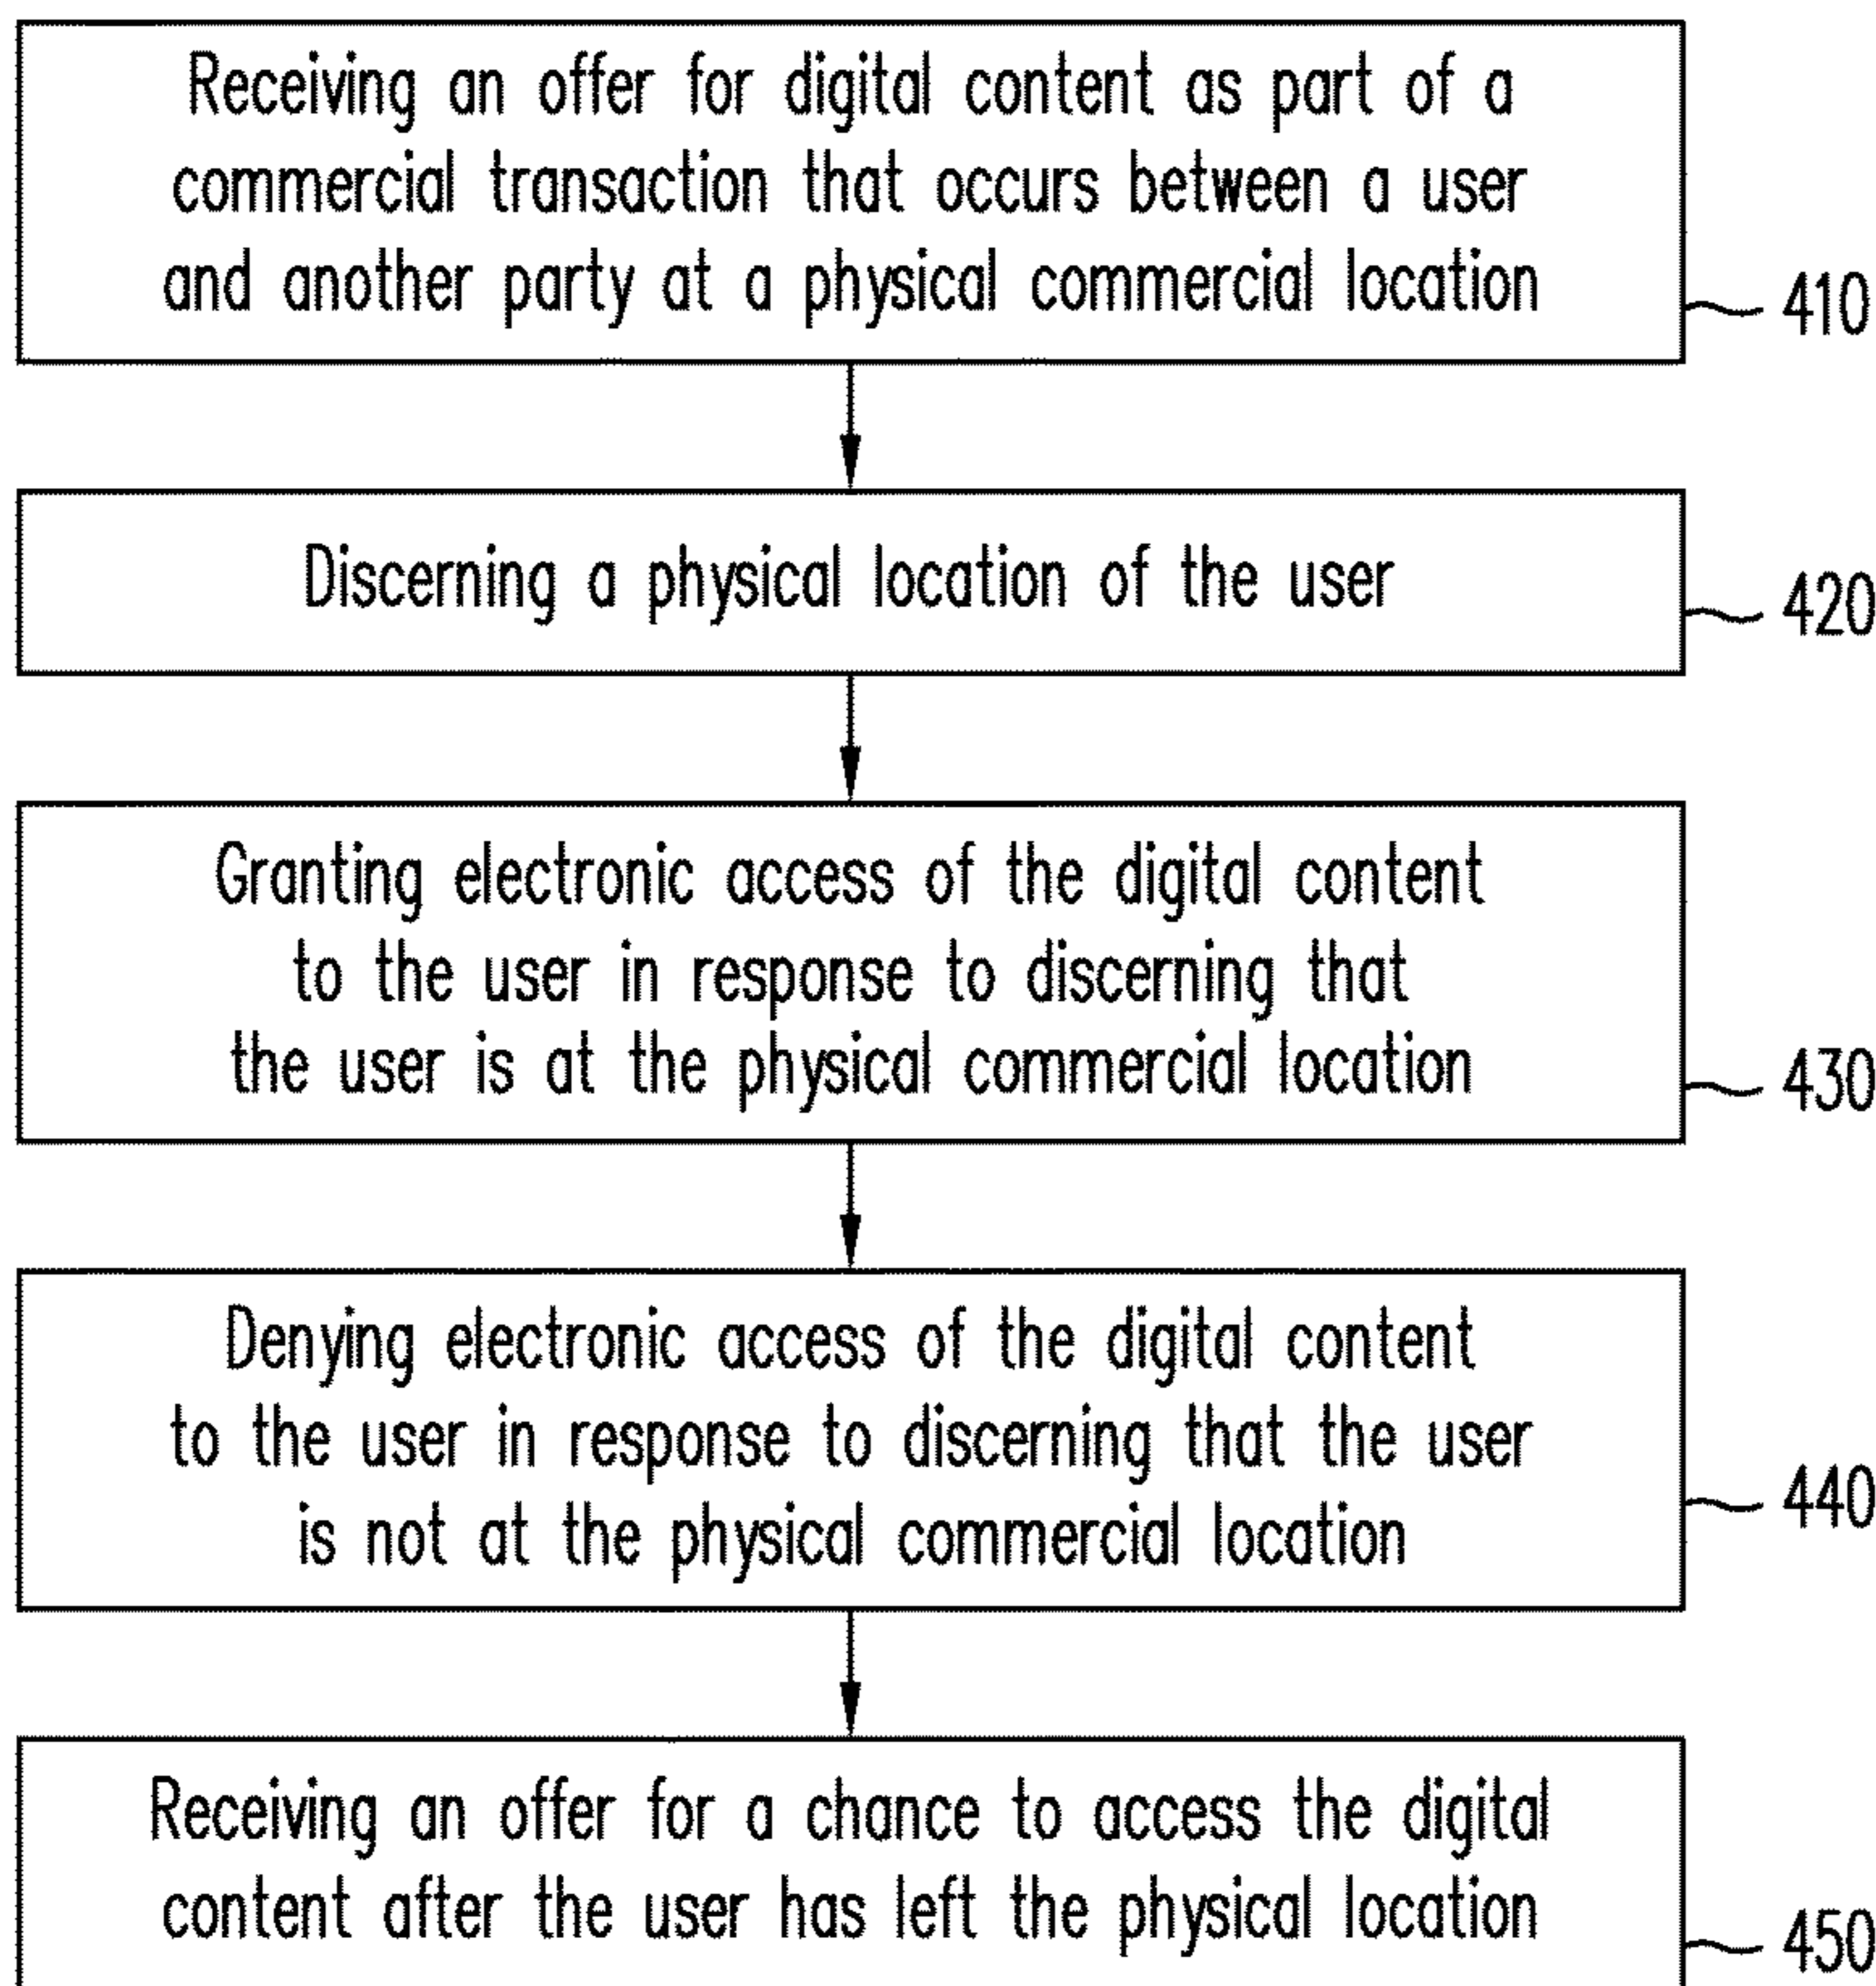 Receiving an offer for digital content as part of a
commercial transaction that occurs between a user
and another party at a physical commercial location
410
Discerning a physical location of the user
420
Granting electronic access of the digital content
to the user in response to discerning that
the user is at the physical commercial location
430
Denying electronic access of the digital content
to the user in response to discerning that the user
is not at the physical commercial location
440
Receiving an offer for a chance to access the digital
content after the user has left the physical location
450